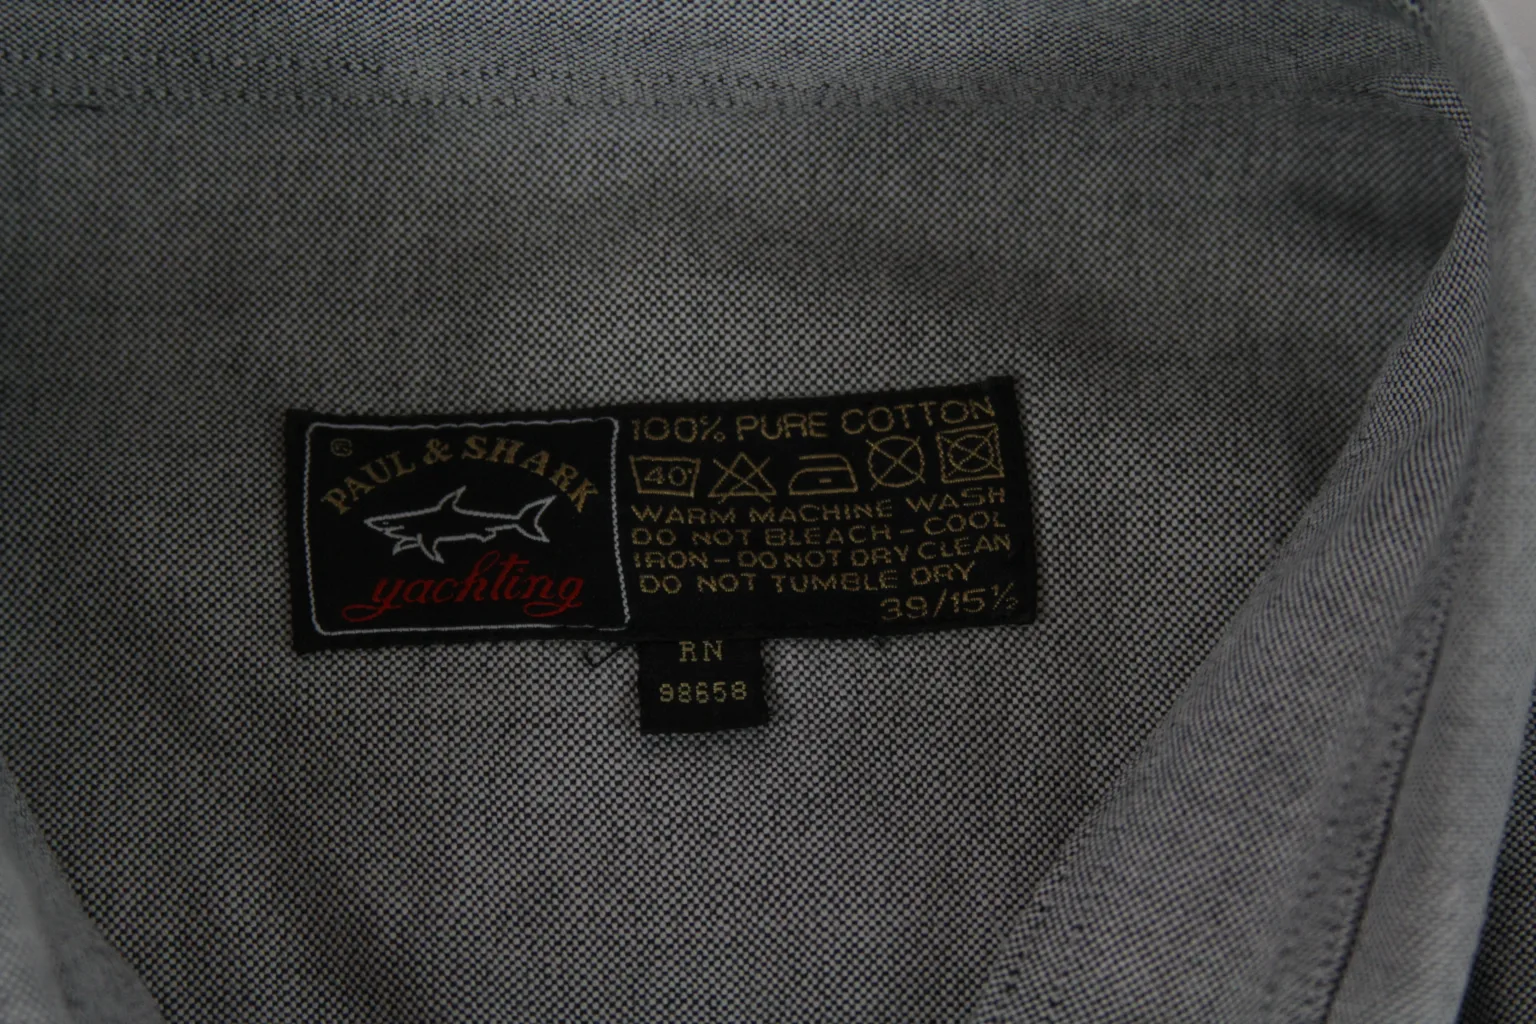 ®
PAUL & SHARK
yachting
100% PURE COTTON
40°
WARM MACHINE WASH
DO NOT BLEACH - COOL
IRON - DO NOT DRY CLEAN
DO NOT TUMBLE DRY
39/15½
RN
98658